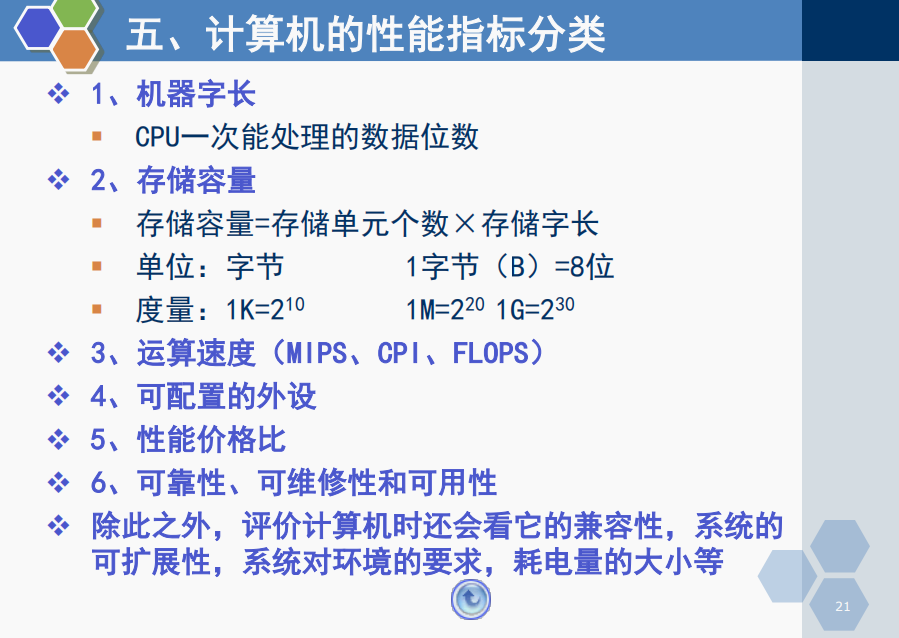 五、计算机的性能指标分类
1、机器字长
CPU一次能处理的数据位数
2、存储容量
存储容量=存储单元个数×存储字长
单位：字节 1字节（B）=8位
度量：1K=2¹⁰ 1M=2²⁰ 1G=2³⁰
3、运算速度（MIPS、CPI、FLOPS）
4、可配置的外设
5、性能价格比
6、可靠性、可维修性和可用性
除此之外，评价计算机时还会看它的兼容性，系统的
可扩展性，系统对环境的要求，耗电量的大小等
21